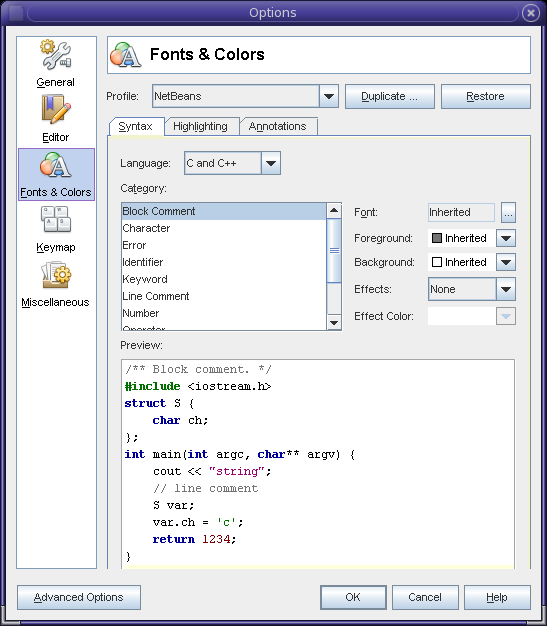 Options
General
Editor
Fonts & Colors
Keymap
Miscellaneous
Fonts & Colors
Profile: NetBeans Duplicate ... Restore
Syntax Highlighting Annotations
Language: C and C++
Category:
Block Comment
Character
Error
Identifier
Keyword
Line Comment
Number
Operator
Font: Inherited ...
Foreground: Inherited
Background: Inherited
Effects: None
Effect Color:
Preview:
/** Block comment. */
#include <iostream.h>
struct S {
    char ch;
};
int main(int argc, char** argv) {
    cout << "string";
    // line comment
    S var;
    var.ch = 'c';
    return 1234;
}
Advanced Options OK Cancel Help